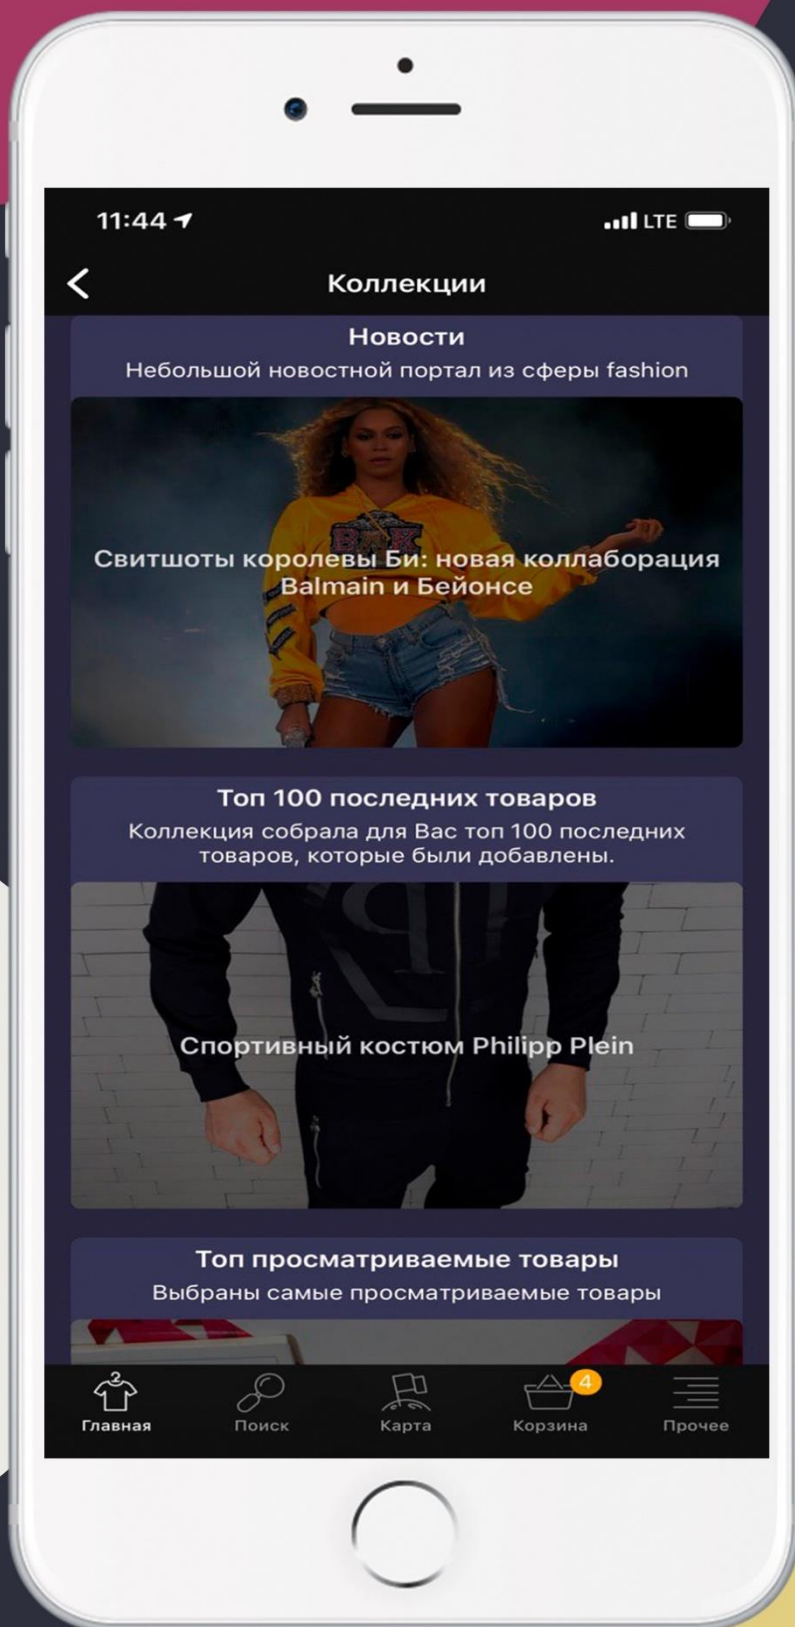 11:44
LTE
Коллекции
Новости
Небольшой новостной портал из сферы fashion
Свитшоты королевы Би: новая коллаборация
Balmain и Бейонсе
Топ 100 последних товаров
Коллекция собрала для Вас топ 100 последних
товаров, которые были добавлены.
Спортивный костюм Philipp Plein
Топ просматриваемые товары
Выбраны самые просматриваемые товары
4
Главная
Поиск
Карта
Корзина
Прочее